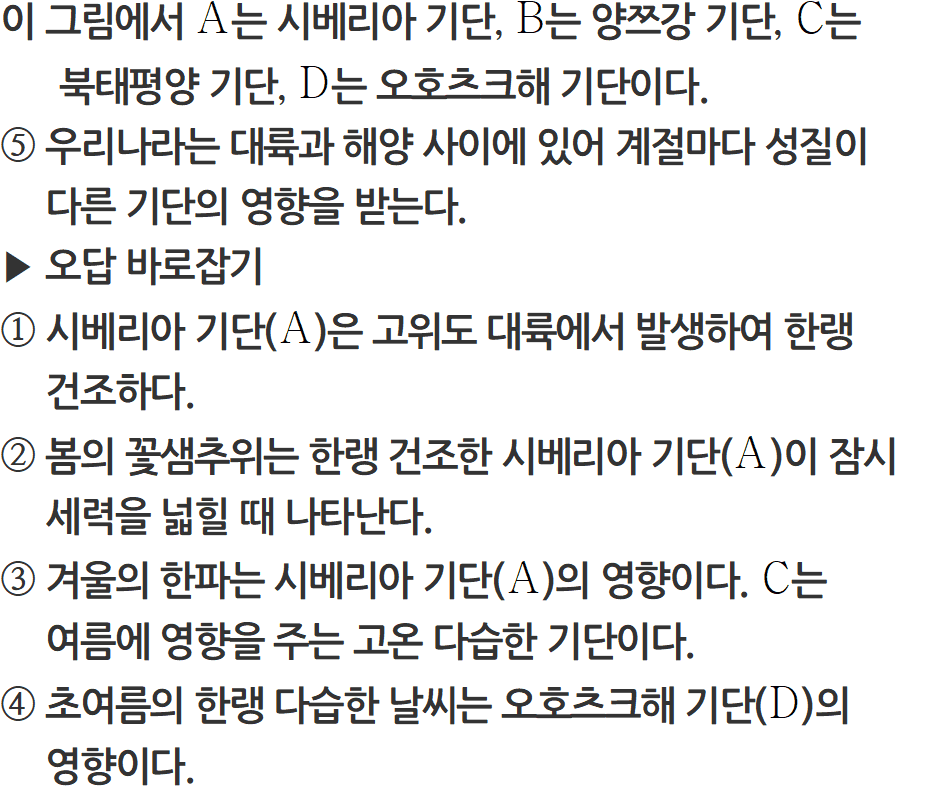 이 그림에서 A는 시베리아 기단, B는 양쯔강 기단, C는
북태평양 기단, D는 오호츠크해 기단이다.
⑤ 우리나라는 대륙과 해양 사이에 있어 계절마다 성질이
다른 기단의 영향을 받는다.
▶ 오답 바로잡기
① 시베리아 기단(A)은 고위도 대륙에서 발생하여 한랭
건조하다.
② 봄의 꽃샘추위는 한랭 건조한 시베리아 기단(A)이 잠시
세력을 넓힐 때 나타난다.
③ 겨울의 한파는 시베리아 기단(A)의 영향이다. C는
여름에 영향을 주는 고온 다습한 기단이다.
④ 초여름의 한랭 다습한 날씨는 오호츠크해 기단(D)의
영향이다.